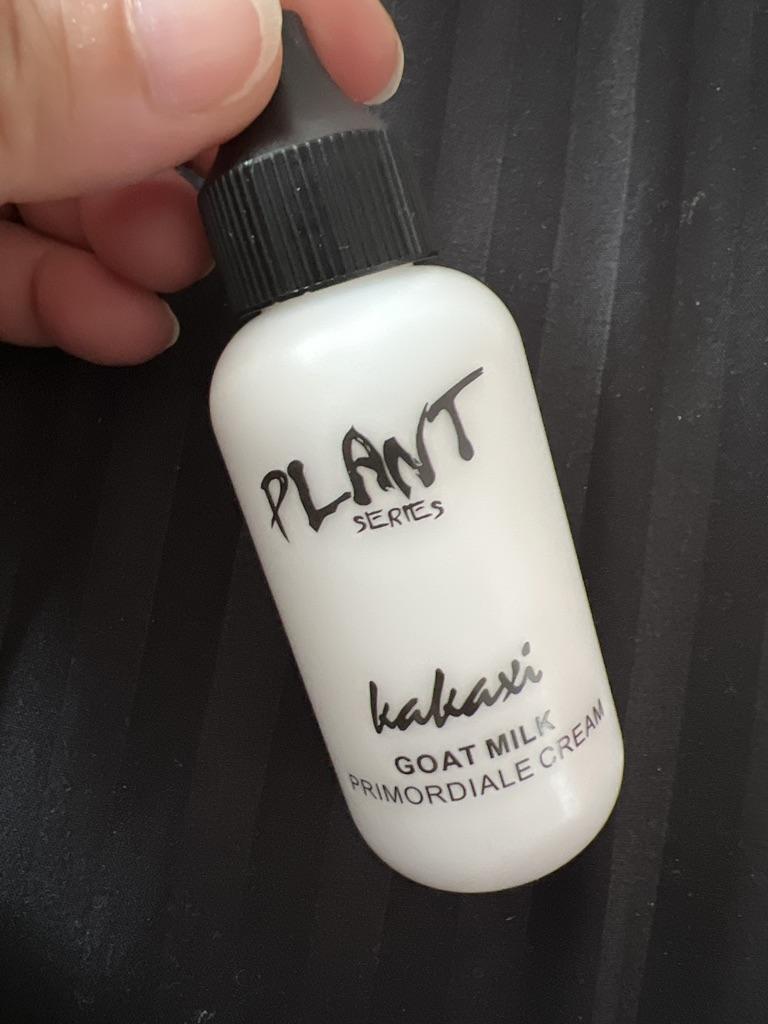 PLANT
SERIES
kakaxi
GOAT MILK
PRIMORDIALE CREAM